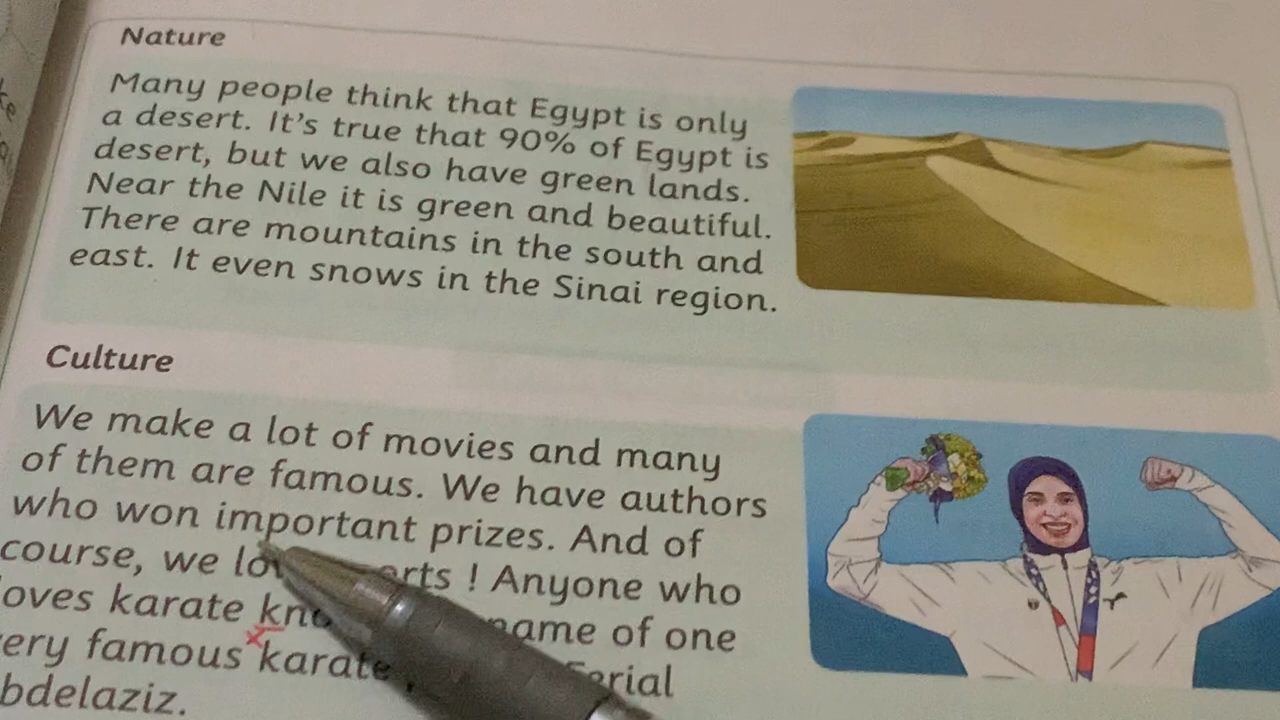 Nature
Many people think that Egypt is only
a desert. It's true that 90% of Egypt is
desert, but we also have green lands.
Near the Nile it is green and beautiful.
There are mountains in the south and
east. It even snows in the Sinai region.
Culture
We make a lot of movies and many
of them are famous. We have authors
who won important prizes. And of
course, we lo rts ! Anyone who
oves karate kno name of one
ery famous karate erial
bdelaziz.